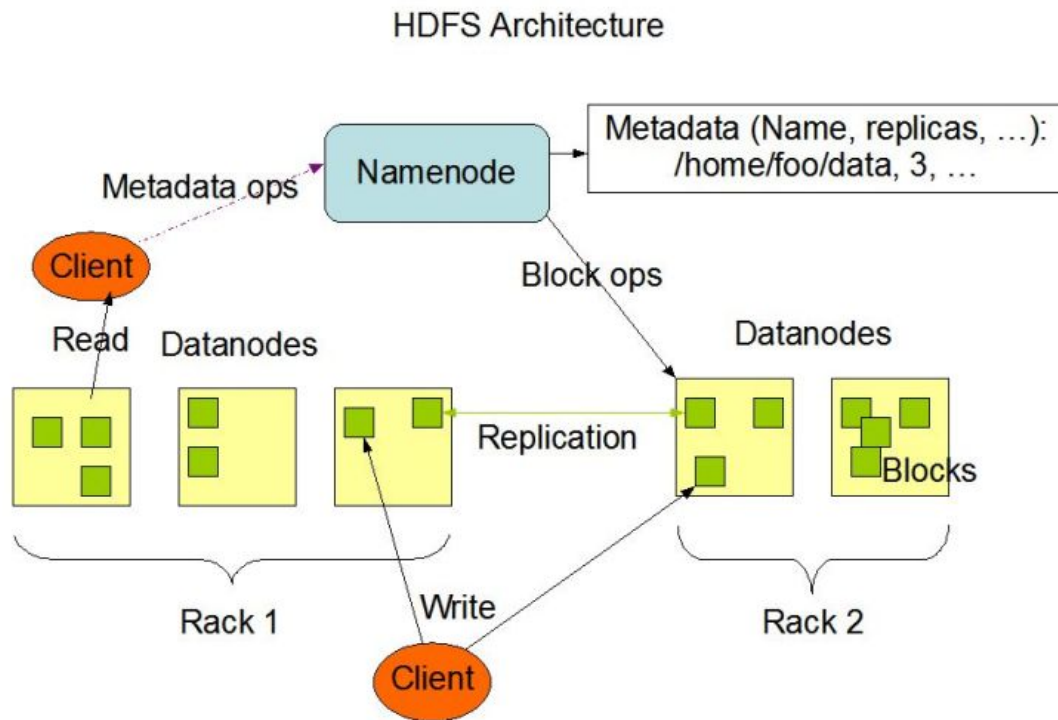 HDFS Architecture
Metadata (Name, replicas, …):
/home/foo/data, 3, …
Namenode
Metadata ops
Client
Block ops
Read
Datanodes
Datanodes
Replication
Blocks
Rack 1
Write
Rack 2
Client